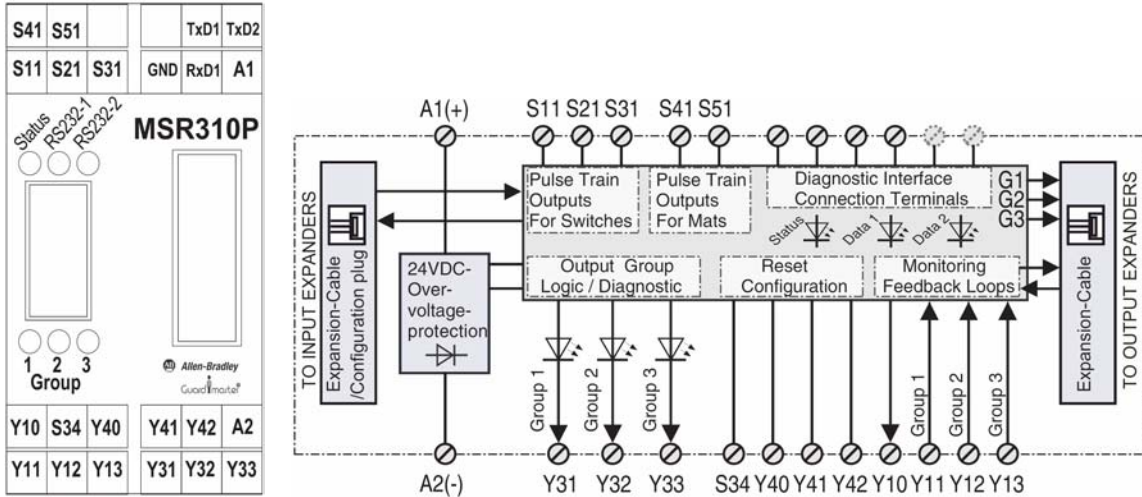 S41 S51 TxD1 TxD2
S11 S21 S31 GND RxD1 A1
Status
RS232-1
RS232-2
MSR310P
1 2 3
Group
AB Allen-Bradley
Guardmaster
Y10 S34 Y40 Y41 Y42 A2
Y11 Y12 Y13 Y31 Y32 Y33
A1(+) S11 S21 S31 S41 S51
TO INPUT EXPANDERS
Expansion-Cable
/Configuration plug
24VDC-
Over-
voltage-
protection
Pulse Train
Outputs
For Switches
Pulse Train
Outputs
For Mats
Diagnostic Interface
Connection Terminals
Status
Data 1
Data 2
G1
G2
G3
Output Group
Logic / Diagnostic
Reset
Configuration
Monitoring
Feedback Loops
Group 1
Group 2
Group 3
Group 1
Group 2
Group 3
Expansion-Cable
TO OUTPUT EXPANDERS
A2(-) Y31 Y32 Y33 S34 Y40 Y41 Y42 Y10 Y11 Y12 Y13